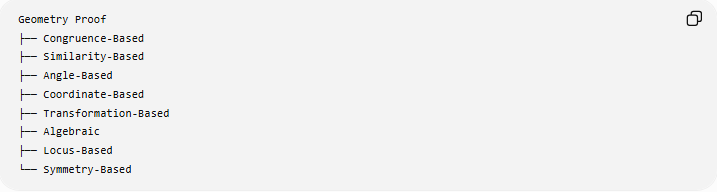 Geometry Proof
├── Congruence-Based
├── Similarity-Based
├── Angle-Based
├── Coordinate-Based
├── Transformation-Based
├── Algebraic
├── Locus-Based
└── Symmetry-Based